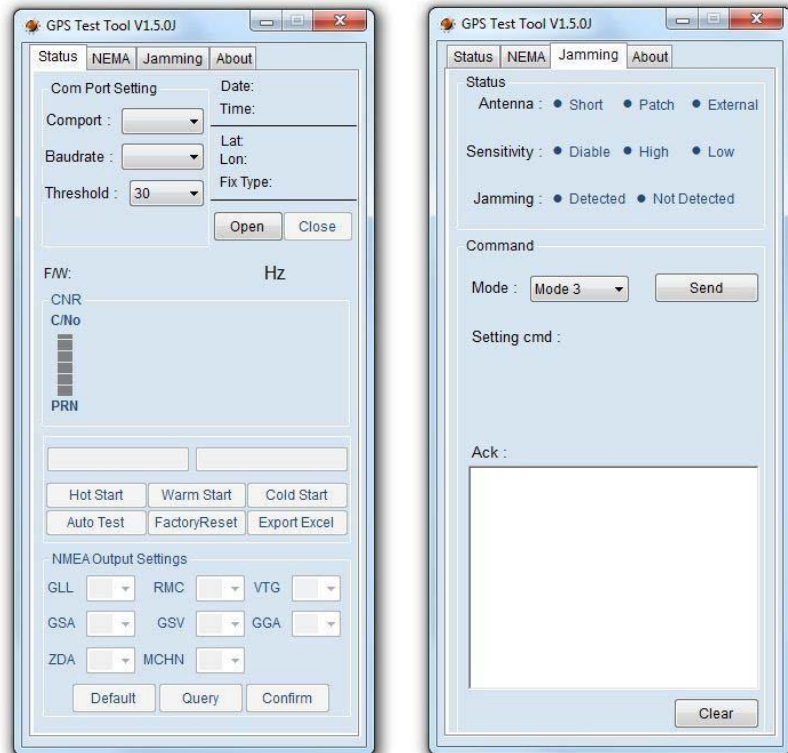 GPS Test Tool V1.5.0J
Status NEMA Jamming About
Com Port Setting
Comport :
Baudrate :
Threshold : 30
Date:
Time:
Lat:
Lon:
Fix Type:
Open Close
F/W: Hz
CNR
C/No
PRN
Hot Start Warm Start Cold Start
Auto Test FactoryReset Export Excel
NMEA Output Settings
GLL RMC VTG
GSA GSV GGA
ZDA MCHN
Default Query Confirm
GPS Test Tool V1.5.0J
Status NEMA Jamming About
Status
Antenna : Short Patch External
Sensitivity : Diable High Low
Jamming : Detected Not Detected
Command
Mode : Mode 3 Send
Setting cmd :
Ack :
Clear